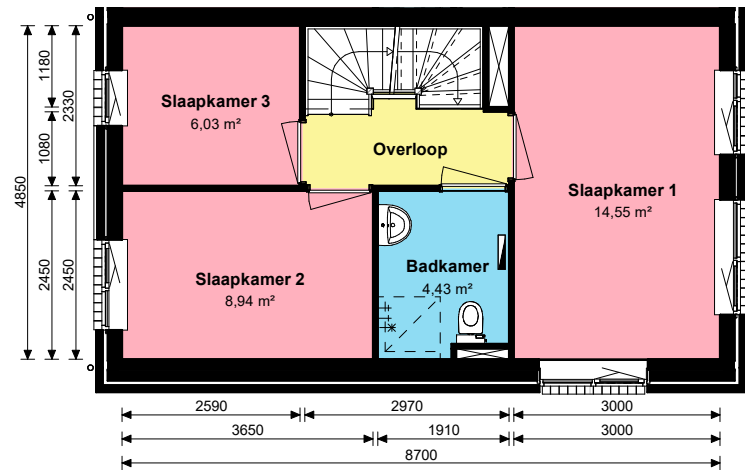 Slaapkamer 3
6,03 m²
Overloop
Slaapkamer 1
14,55 m²
Slaapkamer 2
8,94 m²
Badkamer
4,43 m²
4850
1180
1080
2330
2450
2450
2590
2970
3000
3650
1910
3000
8700